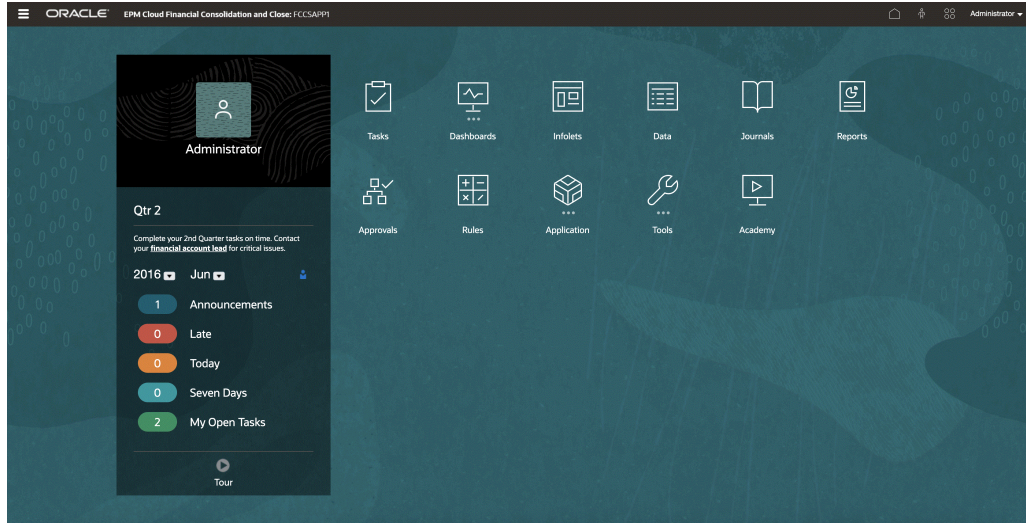 ORACLE EPM Cloud Financial Consolidation and Close: FCCSAPP1 Administrator
Administrator
Tasks Dashboards Infolets Data Journals Reports
Approvals Rules Application Tools Academy
Qtr 2
Complete your 2nd Quarter tasks on time. Contact
your financial account lead for critical issues.
2016 Jun
1 Announcements
0 Late
0 Today
0 Seven Days
2 My Open Tasks
Tour